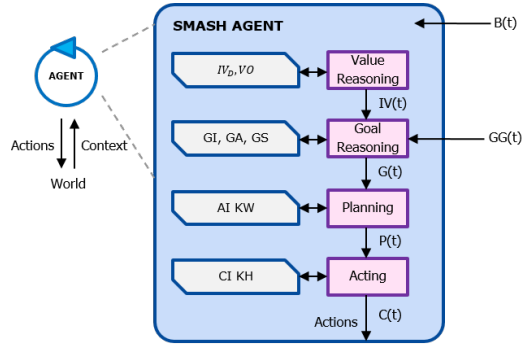 SMASH AGENT
B(t)
AGENT
IV_D, VO
Value
Reasoning
IV(t)
Actions
Context
World
GI, GA, GS
Goal
Reasoning
GG(t)
G(t)
AI KW
Planning
P(t)
CI KH
Acting
Actions
C(t)